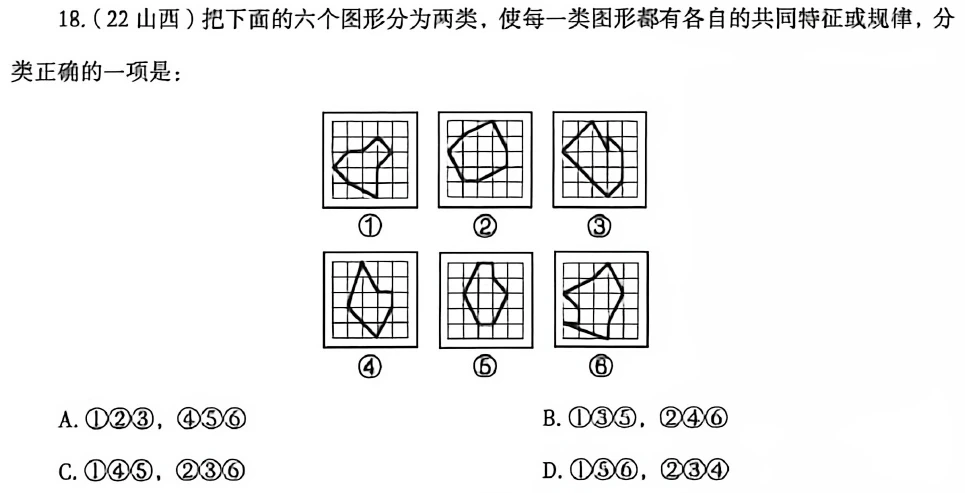 18.（22 山西）把下面的六个图形分为两类，使每一类图形都有各自的共同特征或规律，分
类正确的一项是：
① ② ③
④ ⑤ ⑥
A. ①②③，④⑤⑥ B. ①③⑤，②④⑥
C. ①④⑤，②③⑥ D. ①⑤⑥，②③④